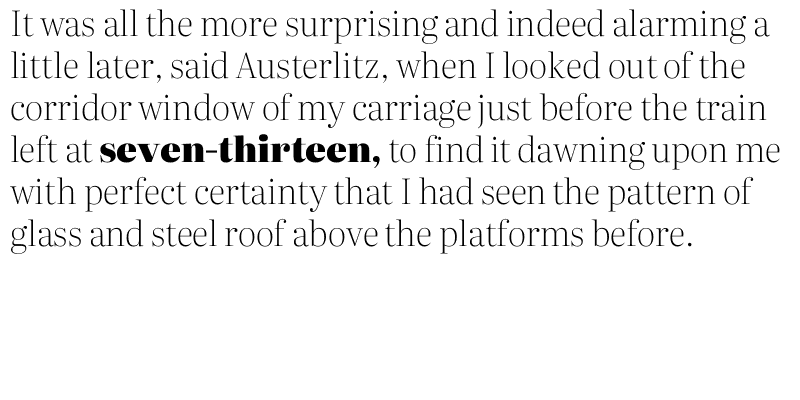 It was all the more surprising and indeed alarming a
little later, said Austerlitz, when I looked out of the
corridor window of my carriage just before the train
left at seven-thirteen, to find it dawning upon me
with perfect certainty that I had seen the pattern of
glass and steel roof above the platforms before.